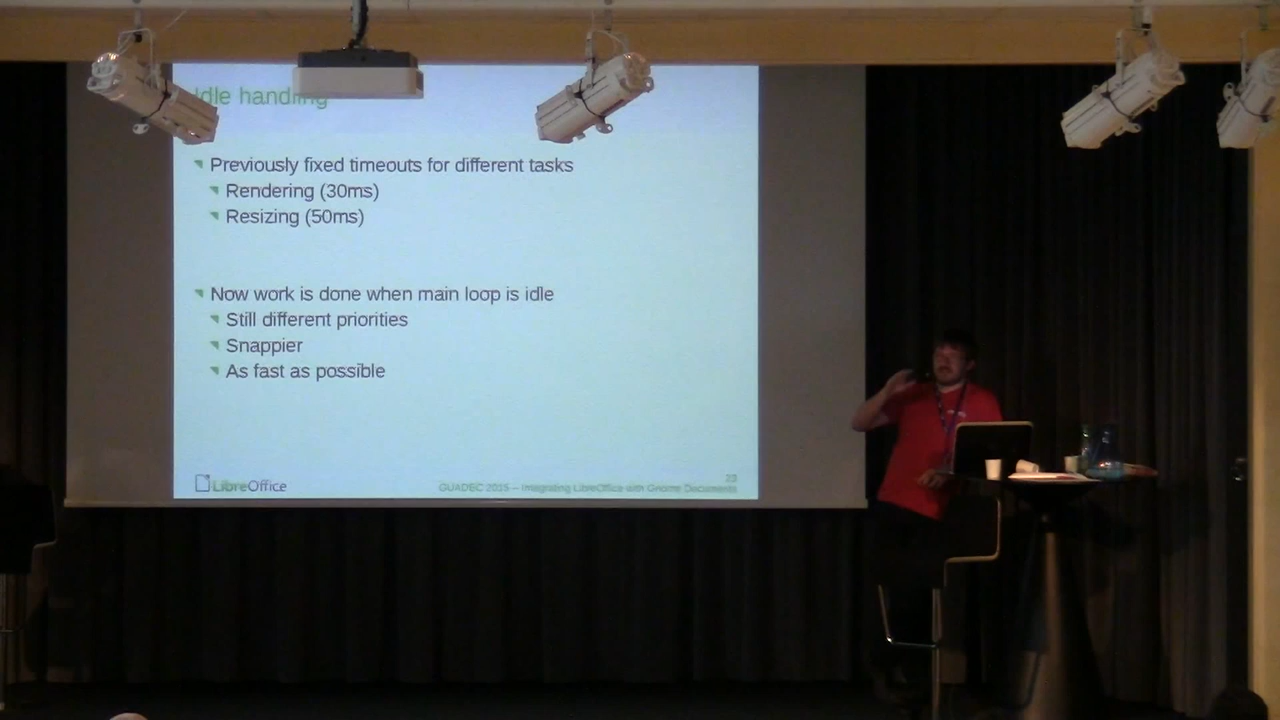 Idle handling
Previously fixed timeouts for different tasks
Rendering (30ms)
Resizing (50ms)
Now work is done when main loop is idle
Still different priorities
Snappier
As fast as possible
LibreOffice
23
GUADEC 2015 – Integrating LibreOffice with Gnome Documents